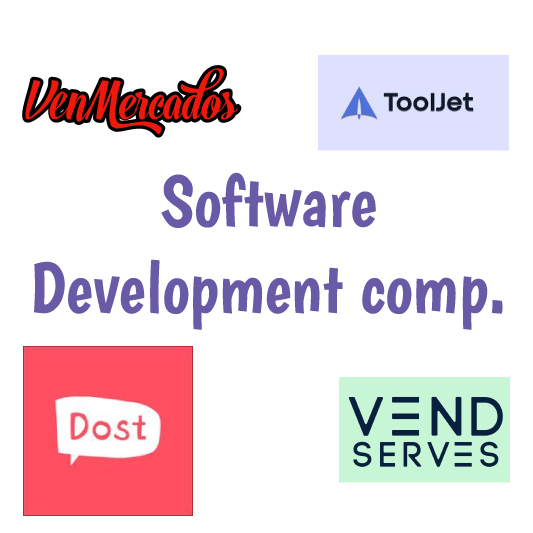 VenMercados
ToolJet
Software
Development comp.
Dost
VEND
SERVES